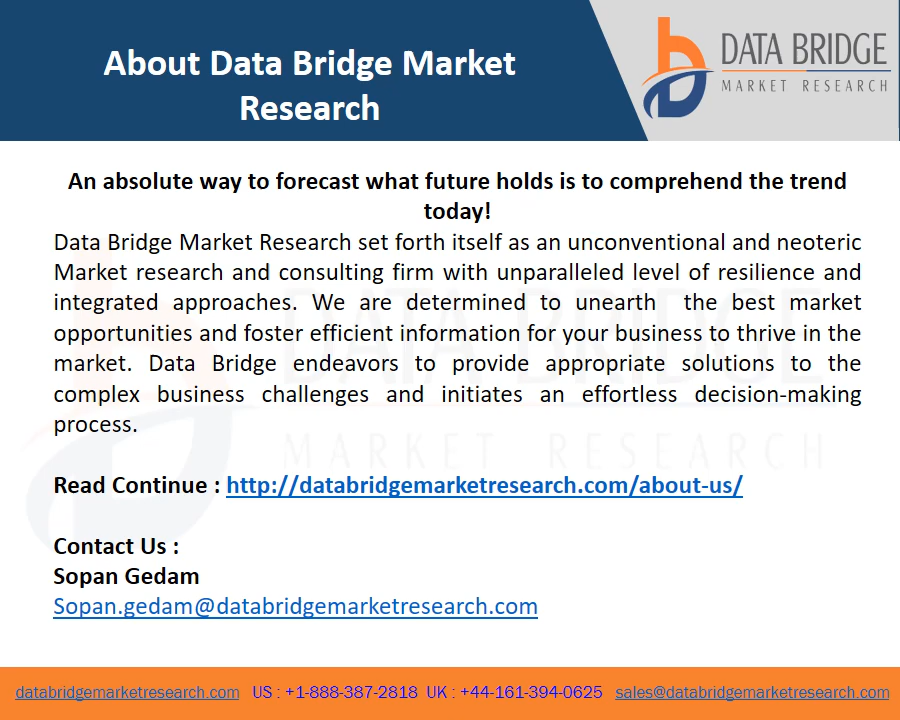 About Data Bridge Market
Research
DATA BRIDGE
MARKET RESEARCH
An absolute way to forecast what future holds is to comprehend the trend
today!
Data Bridge Market Research set forth itself as an unconventional and neoteric
Market research and consulting firm with unparalleled level of resilience and
integrated approaches. We are determined to unearth the best market
opportunities and foster efficient information for your business to thrive in the
market. Data Bridge endeavors to provide appropriate solutions to the
complex business challenges and initiates an effortless decision-making
process.
DATA BRIDGE
MARKET RESEARCH
Read Continue : http://databridgemarketresearch.com/about-us/
Contact Us :
Sopan Gedam
Sopan.gedam@databridgemarketresearch.com
databridgemarketresearch.com US : +1-888-387-2818 UK : +44-161-394-0625 sales@databridgemarketresearch.com